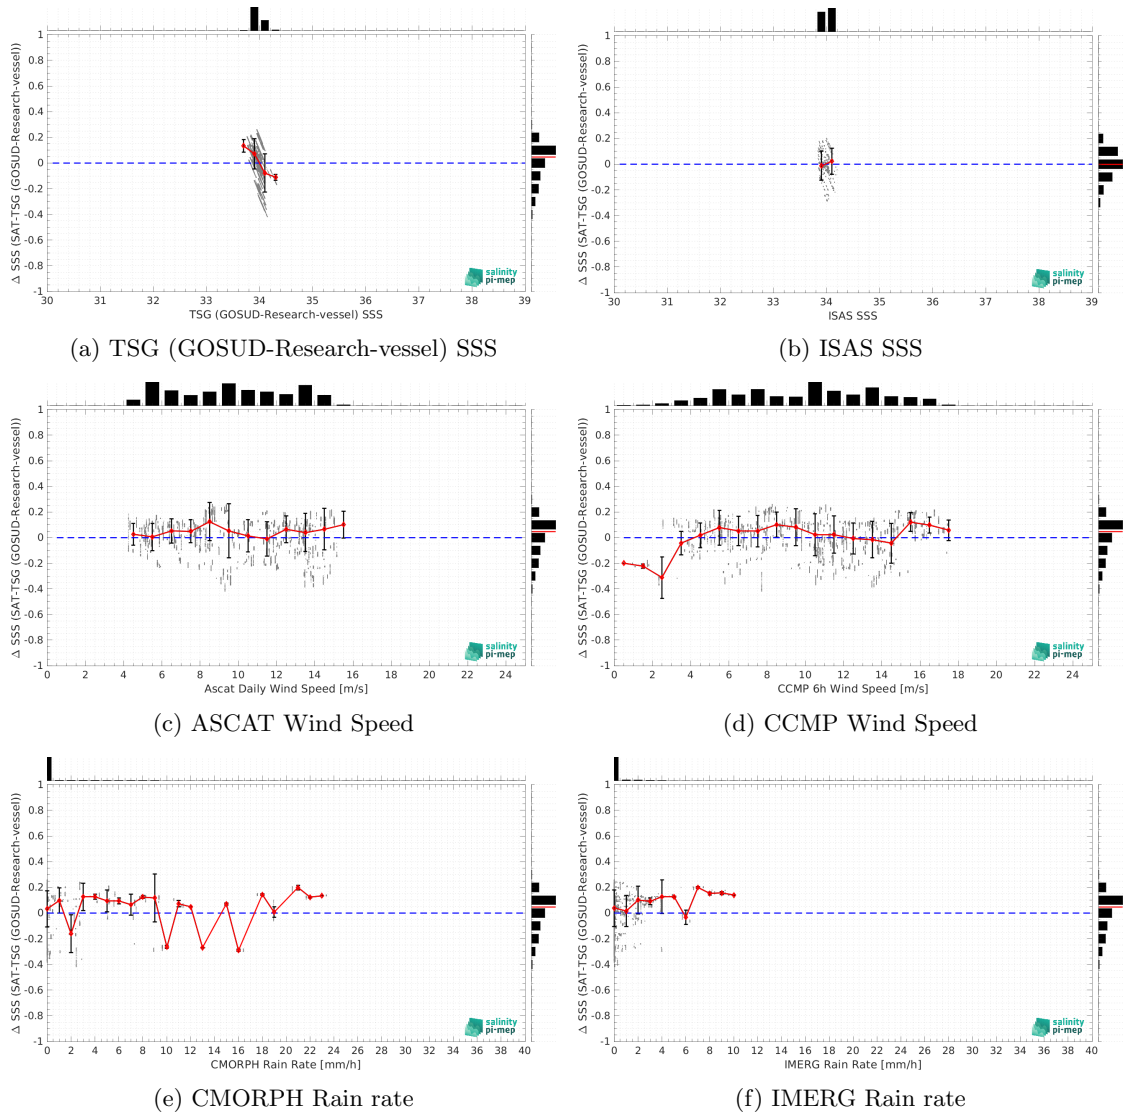 1
0.8
0.6
0.4
0.2
0
-0.2
-0.4
-0.6
-0.8
-1
Δ SSS (SAT-TSG (GOSUD-Research-vessel))
30 31 32 33 34 35 36 37 38 39
TSG (GOSUD-Research-vessel) SSS
salinity
pi-mep
(a) TSG (GOSUD-Research-vessel) SSS
1
0.8
0.6
0.4
0.2
0
-0.2
-0.4
-0.6
-0.8
-1
Δ SSS (SAT-TSG (GOSUD-Research-vessel))
30 31 32 33 34 35 36 37 38 39
ISAS SSS
salinity
pi-mep
(b) ISAS SSS
1
0.8
0.6
0.4
0.2
0
-0.2
-0.4
-0.6
-0.8
-1
Δ SSS (SAT-TSG (GOSUD-Research-vessel))
0 2 4 6 8 10 12 14 16 18 20 22 24
Ascat Daily Wind Speed [m/s]
salinity
pi-mep
(c) ASCAT Wind Speed
1
0.8
0.6
0.4
0.2
0
-0.2
-0.4
-0.6
-0.8
-1
Δ SSS (SAT-TSG (GOSUD-Research-vessel))
0 2 4 6 8 10 12 14 16 18 20 22 24
CCMP 6h Wind Speed [m/s]
salinity
pi-mep
(d) CCMP Wind Speed
1
0.8
0.6
0.4
0.2
0
-0.2
-0.4
-0.6
-0.8
-1
Δ SSS (SAT-TSG (GOSUD-Research-vessel))
0 2 4 6 8 10 12 14 16 18 20 22 24 26 28 30 32 34 36 38 40
CMORPH Rain Rate [mm/h]
salinity
pi-mep
(e) CMORPH Rain rate
1
0.8
0.6
0.4
0.2
0
-0.2
-0.4
-0.6
-0.8
-1
Δ SSS (SAT-TSG (GOSUD-Research-vessel))
0 2 4 6 8 10 12 14 16 18 20 22 24 26 28 30 32 34 36 38 40
IMERG Rain Rate [mm/h]
salinity
pi-mep
(f) IMERG Rain rate